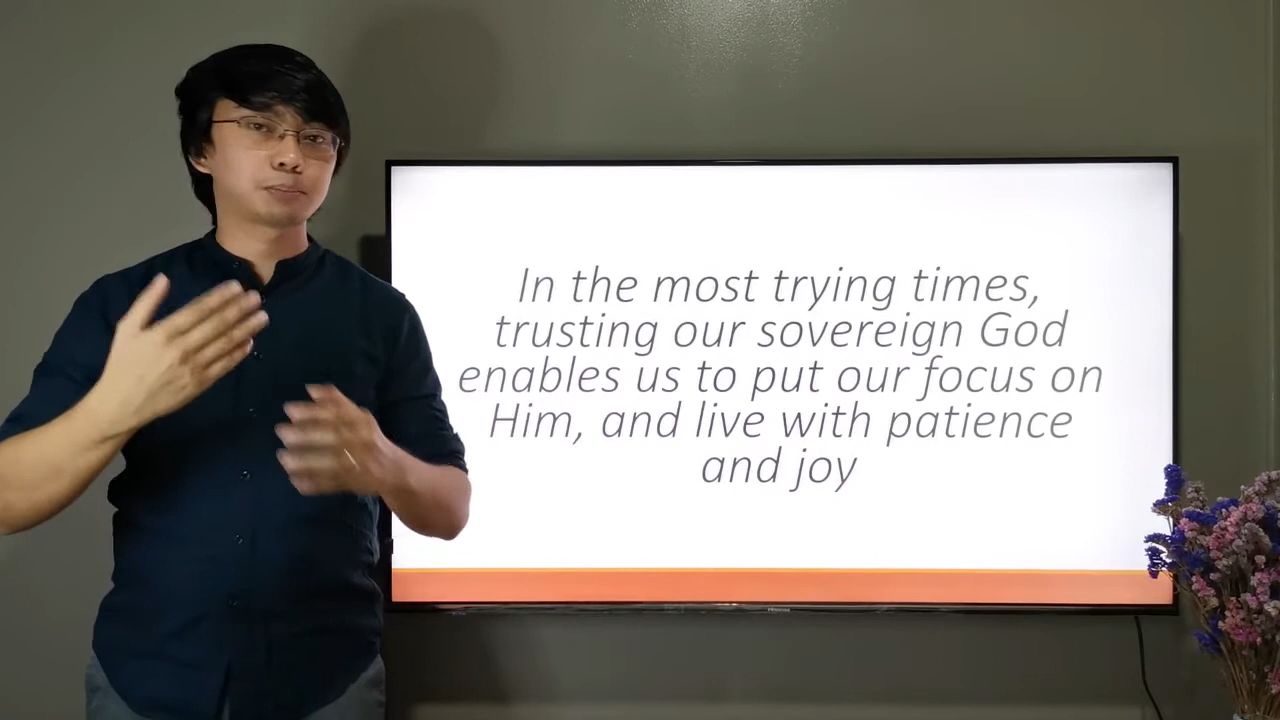 In the most trying times,
trusting our sovereign God
enables us to put our focus on
Him, and live with patience
and joy
Hisense